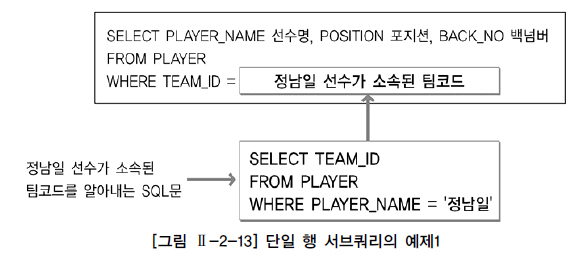 SELECT PLAYER_NAME 선수명, POSITION 포지션, BACK_NO 백넘버
FROM PLAYER
WHERE TEAM_ID = 정남일 선수가 소속된 팀코드
정남일 선수가 소속된
팀코드를 알아내는 SQL문
SELECT TEAM_ID
FROM PLAYER
WHERE PLAYER_NAME = '정남일'
[그림 Ⅱ-2-13] 단일 행 서브쿼리의 예제1